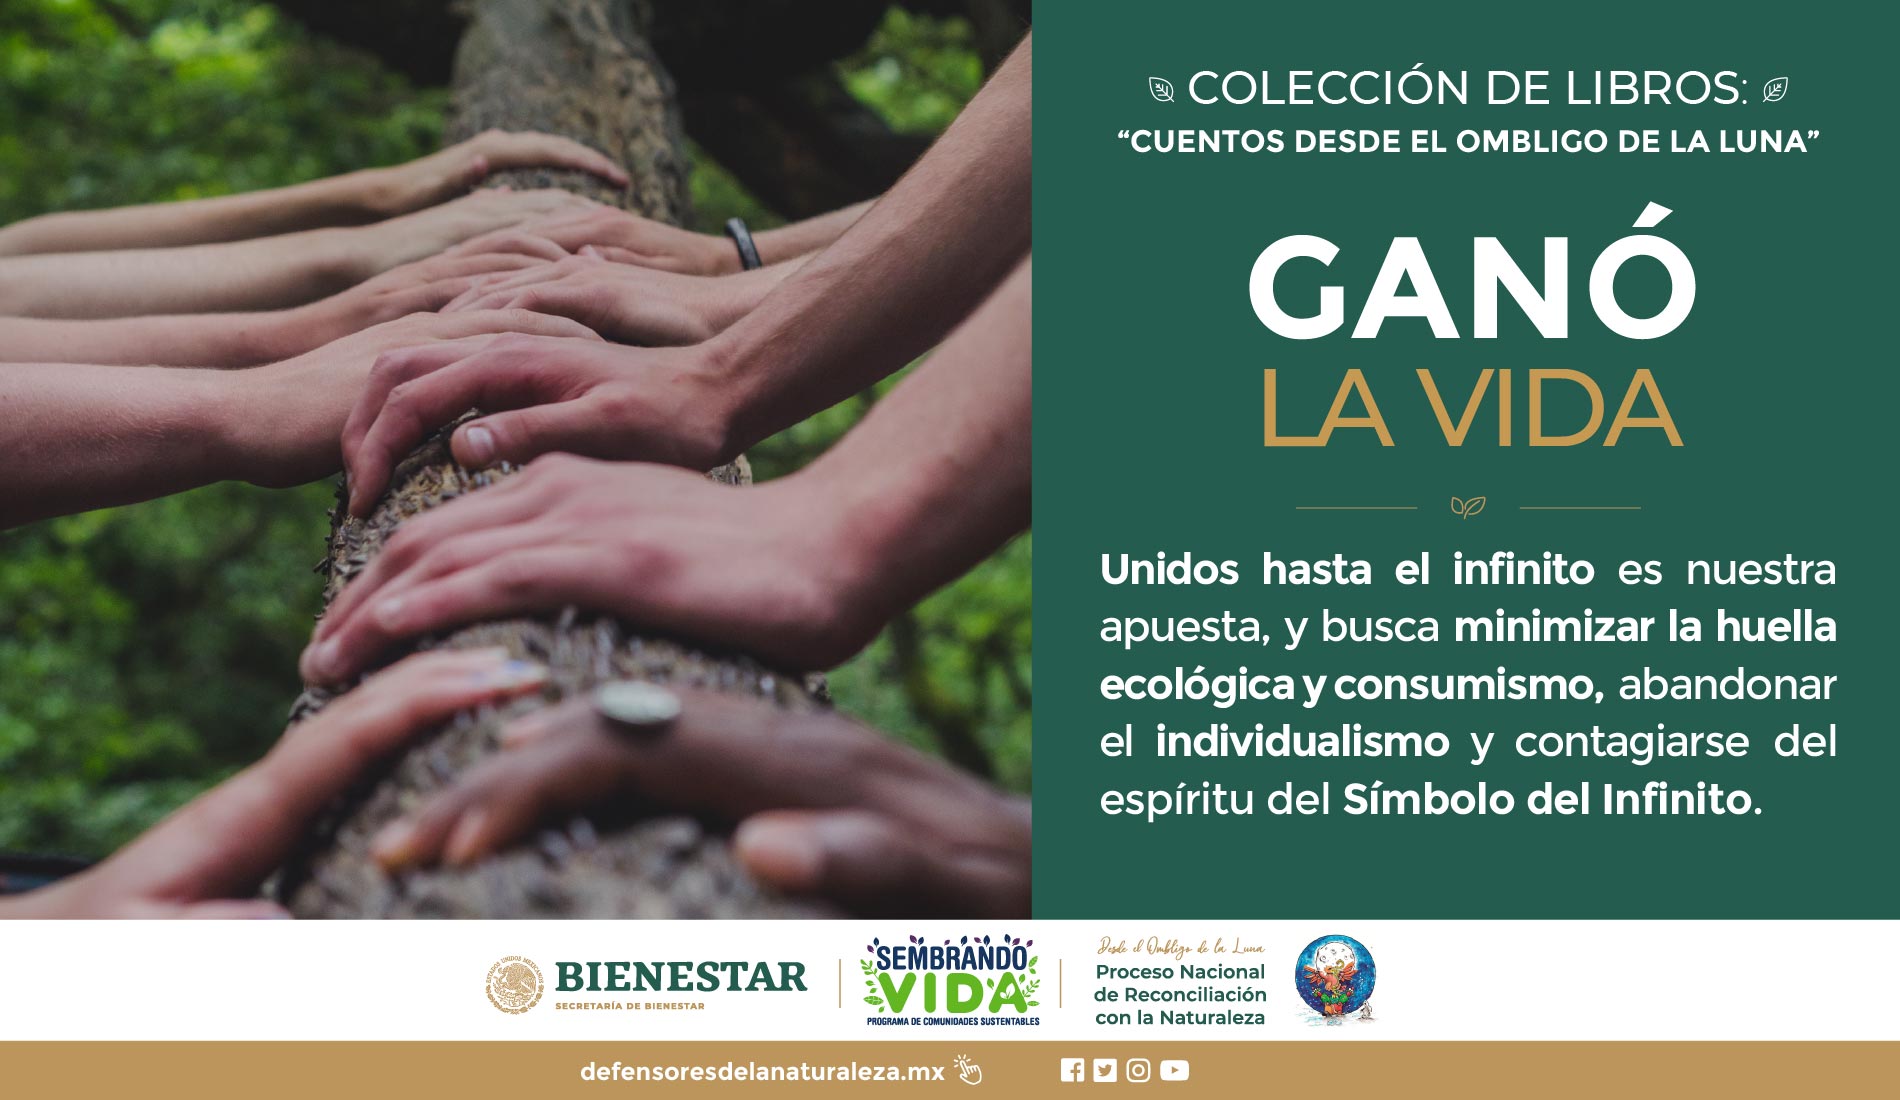 COLECCIÓN DE LIBROS:
“CUENTOS DESDE EL OMBLIGO DE LA LUNA”
GANÓ
LA VIDA
Unidos hasta el infinito es nuestra
apuesta, y busca minimizar la huella
ecológica y consumismo, abandonar
el individualismo y contagiarse del
espíritu del Símbolo del Infinito.
ESTADOS UNIDOS MEXICANOS
BIENESTAR
SECRETARÍA DE BIENESTAR
SEMBRANDO
VIDA
PROGRAMA DE COMUNIDADES SUSTENTABLES
Desde el Ombligo de la Luna
Proceso Nacional
de Reconciliación
con la Naturaleza
defensoresdelanaturaleza.mx